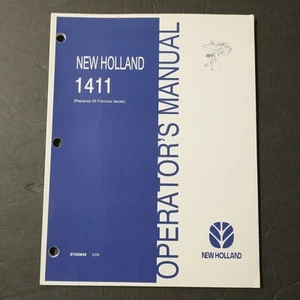 NEW HOLLAND
1411
(Replaces All Previous Issues)
OPERATOR'S MANUAL
NEW HOLLAND